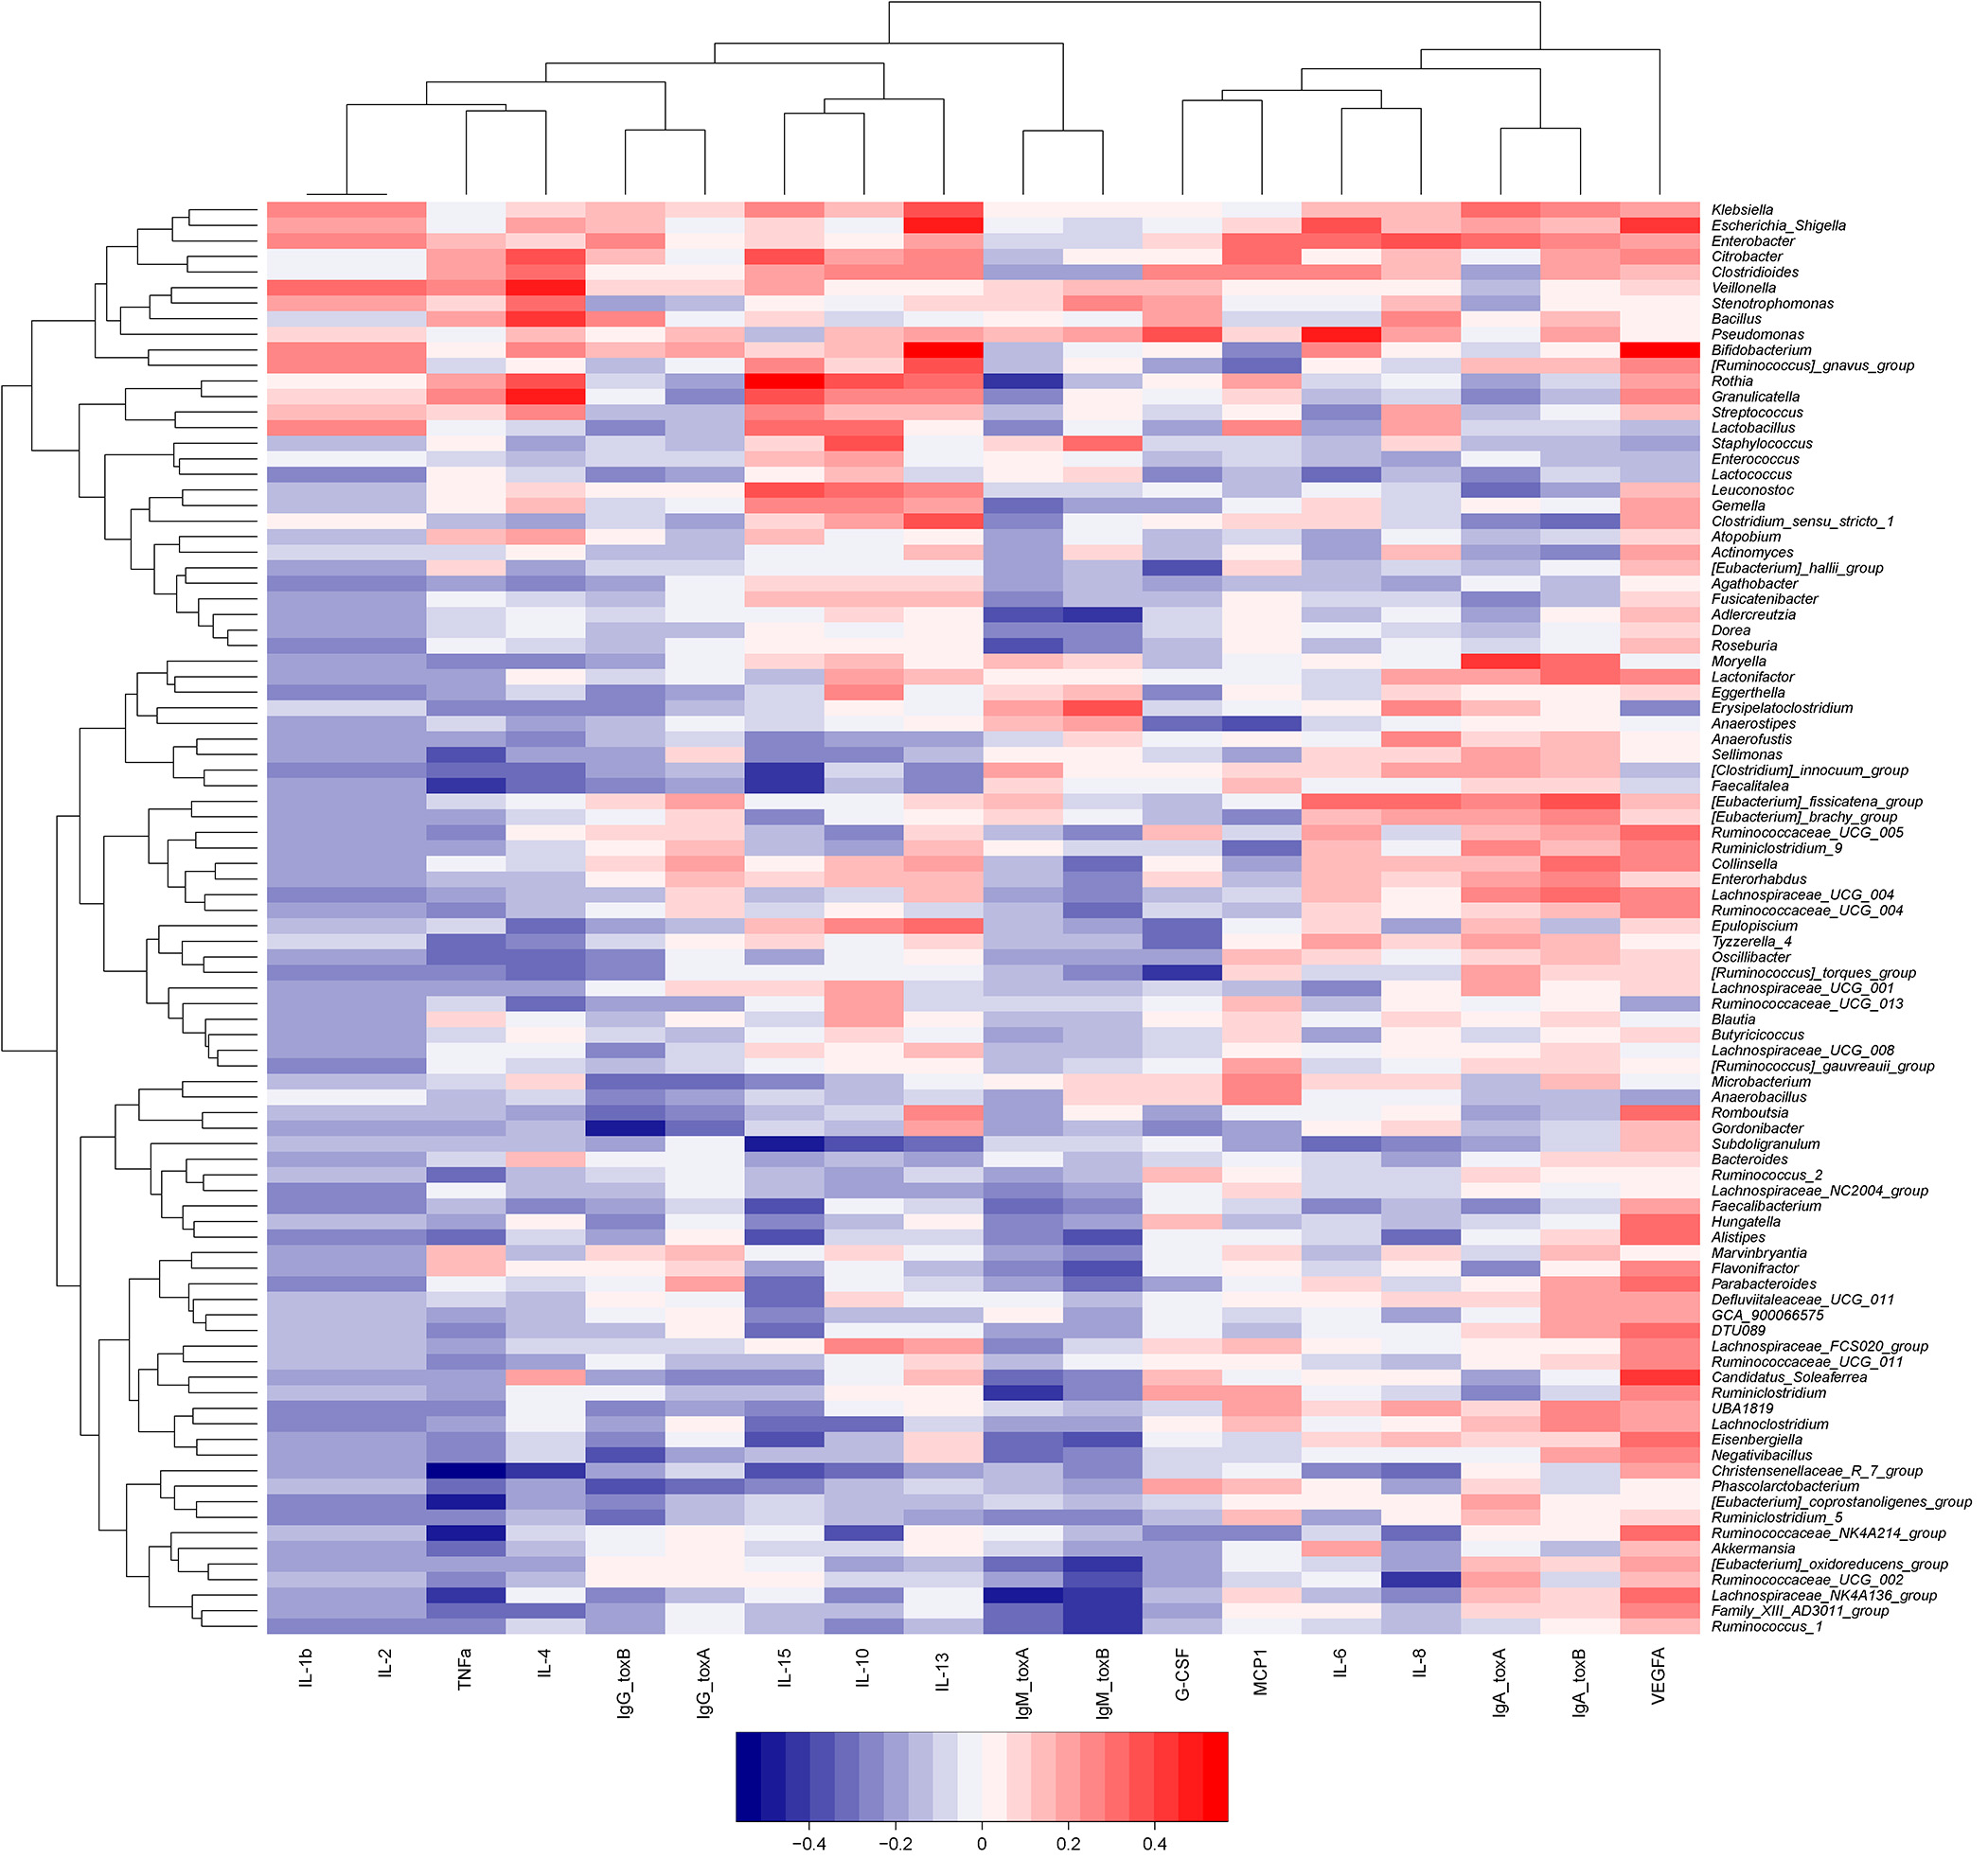 Klebsiella
Escherichia_Shigella
Enterobacter
Citrobacter
Clostridioides
Veillonella
Stenotrophomonas
Bacillus
Pseudomonas
Bifidobacterium
[Ruminococcus]_gnavus_group
Rothia
Granulicatella
Streptococcus
Lactobacillus
Staphylococcus
Enterococcus
Lactococcus
Leuconostoc
Gemella
Clostridium_sensu_stricto_1
Atopobium
Actinomyces
[Eubacterium]_hallii_group
Agathobacter
Fusicatenibacter
Adlercreutzia
Dorea
Roseburia
Moryella
Lactonifactor
Eggerthella
Erysipelatoclostridium
Anaerostipes
Anaerofustis
Sellimonas
[Clostridium]_innocuum_group
Faecalitalea
[Eubacterium]_fissicatena_group
[Eubacterium]_brachy_group
Ruminococcaceae_UCG_005
Ruminiclostridium_9
Collinsella
Enterorhabdus
Lachnospiraceae_UCG_004
Ruminococcaceae_UCG_004
Epulopiscium
Tyzzerella_4
Oscillibacter
[Ruminococcus]_torques_group
Lachnospiraceae_UCG_001
Ruminococcaceae_UCG_013
Blautia
Butyricicoccus
Lachnospiraceae_UCG_008
[Ruminococcus]_gauvreauii_group
Microbacterium
Anaerobacillus
Romboutsia
Gordonibacter
Subdoligranulum
Bacteroides
Ruminococcus_2
Lachnospiraceae_NC2004_group
Faecalibacterium
Hungatella
Alistipes
Marvinbryantia
Flavonifractor
Parabacteroides
Defluviitaleaceae_UCG_011
GCA_900066575
DTU089
Lachnospiraceae_FCS020_group
Ruminococcaceae_UCG_011
Candidatus_Soleaferrea
Ruminiclostridium
UBA1819
Lachnoclostridium
Eisenbergiella
Negativibacillus
Christensenellaceae_R_7_group
Phascolarctobacterium
[Eubacterium]_coprostanoligenes_group
Ruminiclostridium_5
Ruminococcaceae_NK4A214_group
Akkermansia
[Eubacterium]_oxidoreducens_group
Ruminococcaceae_UCG_002
Lachnospiraceae_NK4A136_group
Family_XIII_AD3011_group
Ruminococcus_1
IL-1b
IL-2
TNFa
IL-4
IgG_toxB
IgG_toxA
IL-15
IL-10
IL-13
IgM_toxA
IgM_toxB
G-CSF
MCP1
IL-6
IL-8
IgA_toxA
IgA_toxB
VEGFA
−0.4 −0.2 0 0.2 0.4